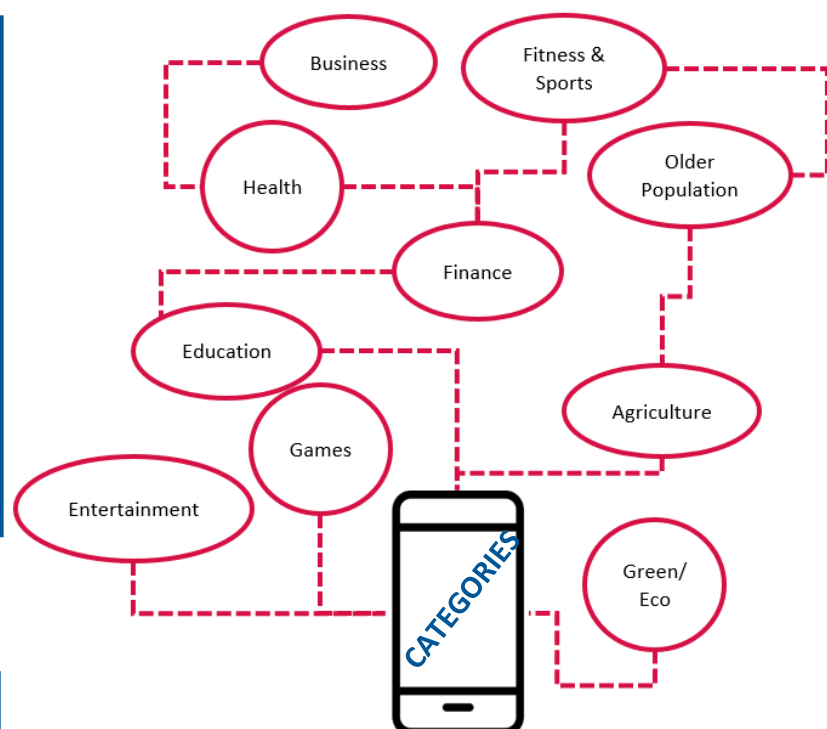 Business
Fitness &
Sports
Older
Population
Health
Finance
Education
Agriculture
Games
Entertainment
Green/
Eco
CATEGORIES